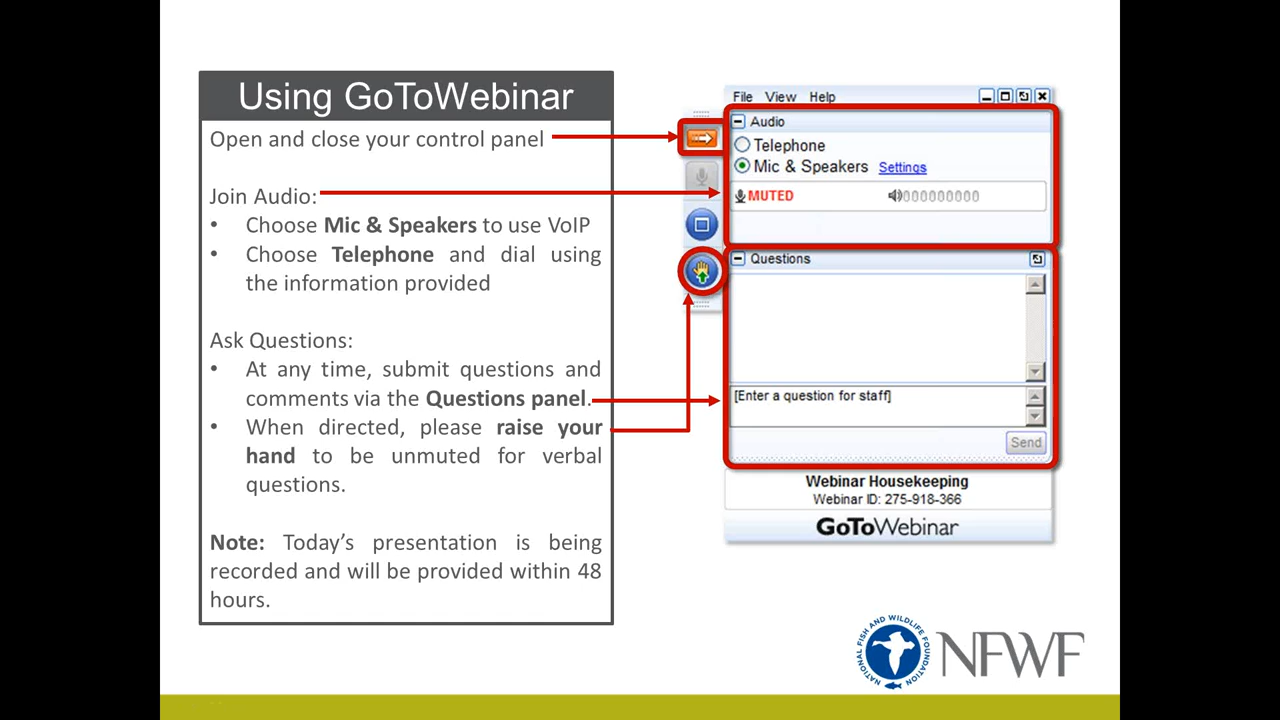 Using GoToWebinar
Open and close your control panel
Join Audio:
• Choose Mic & Speakers to use VoIP
• Choose Telephone and dial using
the information provided
Ask Questions:
• At any time, submit questions and
comments via the Questions panel.
• When directed, please raise your
hand to be unmuted for verbal
questions.
Note: Today's presentation is being
recorded and will be provided within 48
hours.
File View Help
Audio
Telephone
Mic & Speakers Settings
MUTED 000000000
Questions
[Enter a question for staff]
Send
Webinar Housekeeping
Webinar ID: 275-918-366
GoToWebinar
NATIONAL FISH AND WILDLIFE FOUNDATION
NFWF